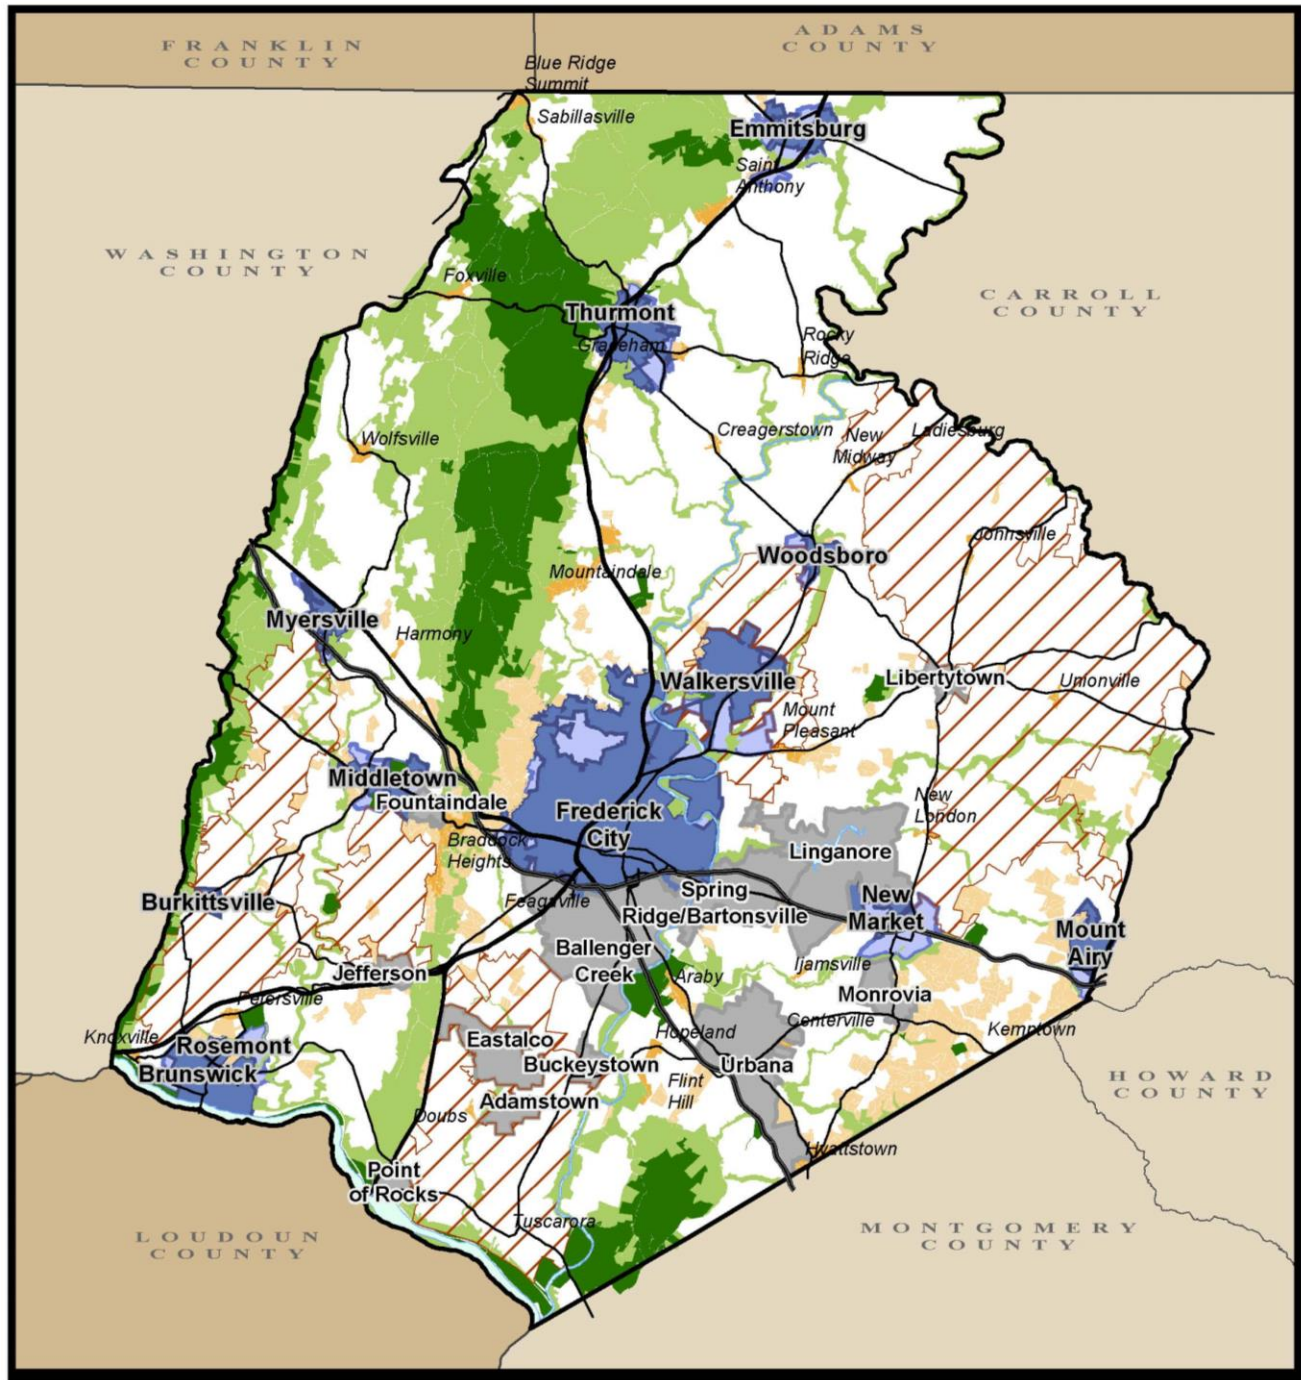 FRANKLIN
COUNTY
ADAMS
COUNTY
Blue Ridge
Summit
Sabillasville
Emmitsburg
Saint
Anthony
WASHINGTON
COUNTY
Foxville
CARROLL
COUNTY
Thurmont
Graceham
Rocky
Ridge
Creagerstown
New
Midway
Ladiesburg
Wolfsville
Johnsville
Woodsboro
Mountaindale
Myersville
Harmony
Walkersville
Libertytown
Unionville
Mount
Pleasant
Middletown
Fountaindale
Frederick
City
New
London
Braddock
Heights
Linganore
Burkittsville
Feagaville
Spring
Ridge/Bartonsville
New
Market
Mount
Airy
Ballenger
Creek
Jefferson
Araby
Ijamsville
Monrovia
Petersville
Centerville
Kemptown
Knoxville
Rosemont
Brunswick
Eastalco
Hopeland
Buckeystown
Urbana
HOWARD
COUNTY
Flint
Hill
Adamstown
Doubs
Hyattstown
Point
of Rocks
Tuscarora
LOUDOUN
COUNTY
MONTGOMERY
COUNTY